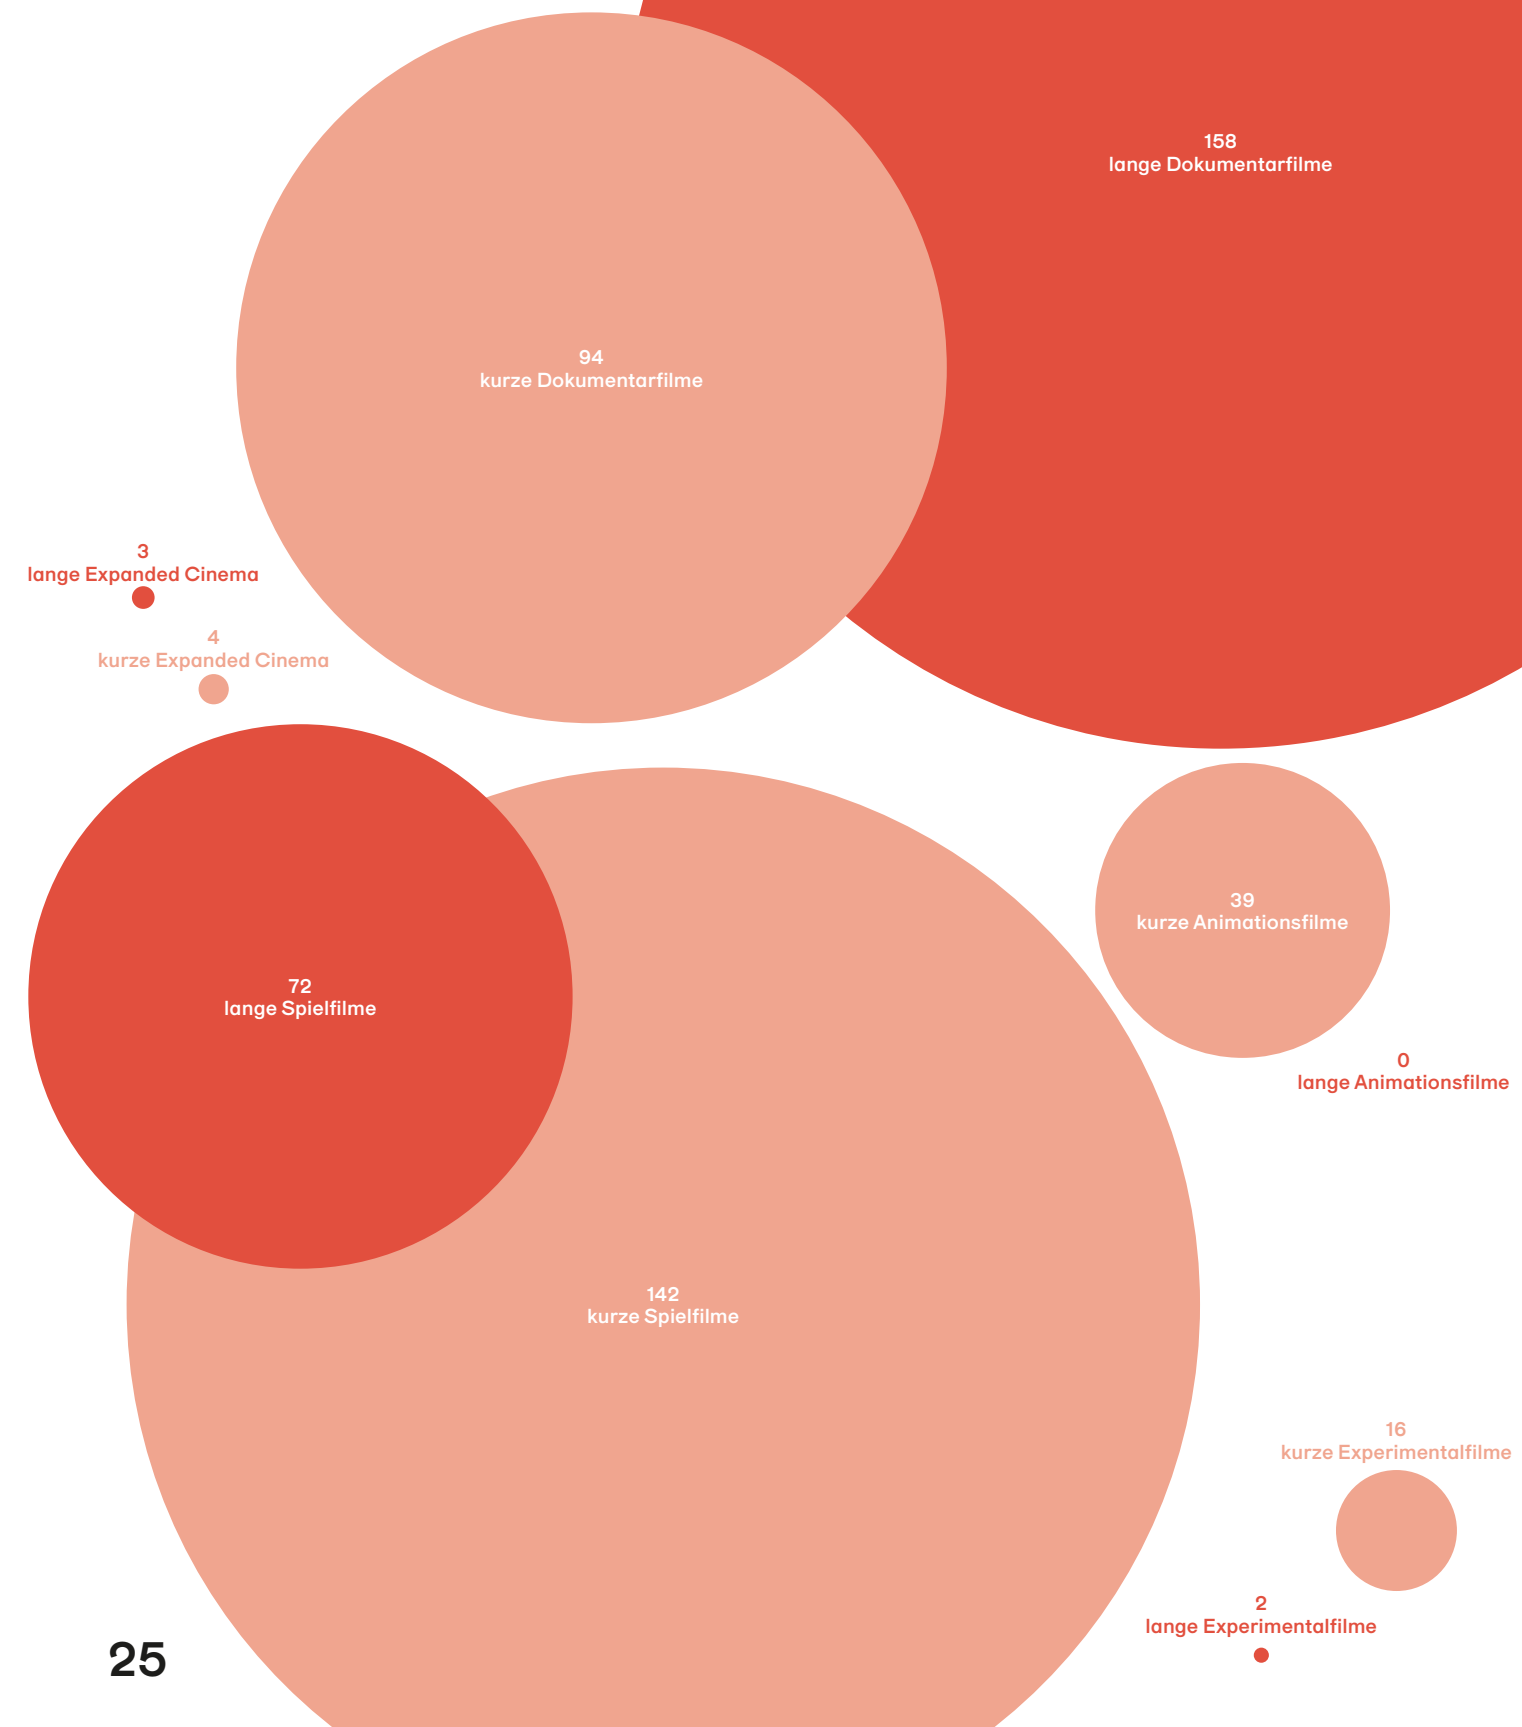 158
lange Dokumentarfilme
94
kurze Dokumentarfilme
3
lange Expanded Cinema
4
kurze Expanded Cinema
39
kurze Animationsfilme
72
lange Spielfilme
0
lange Animationsfilme
142
kurze Spielfilme
16
kurze Experimentalfilme
2
lange Experimentalfilme
25